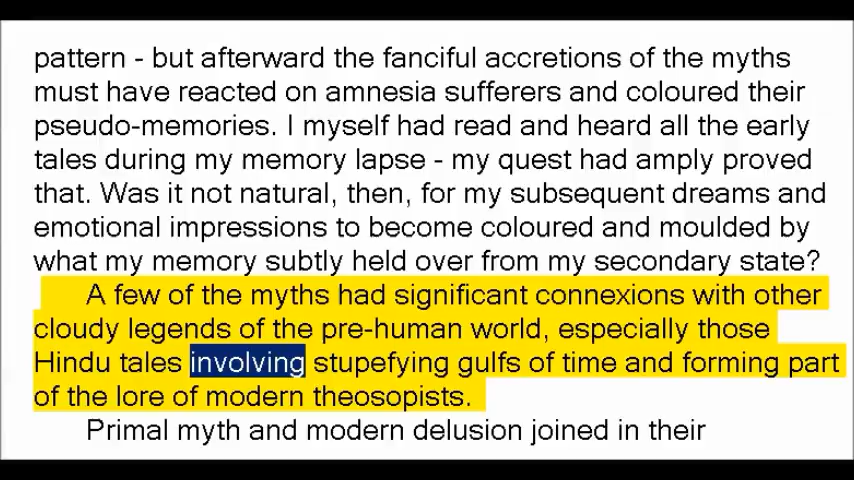 pattern - but afterward the fanciful accretions of the myths
must have reacted on amnesia sufferers and coloured their
pseudo-memories. I myself had read and heard all the early
tales during my memory lapse - my quest had amply proved
that. Was it not natural, then, for my subsequent dreams and
emotional impressions to become coloured and moulded by
what my memory subtly held over from my secondary state?
A few of the myths had significant connexions with other
cloudy legends of the pre-human world, especially those
Hindu tales involving stupefying gulfs of time and forming part
of the lore of modern theosopists.
Primal myth and modern delusion joined in their